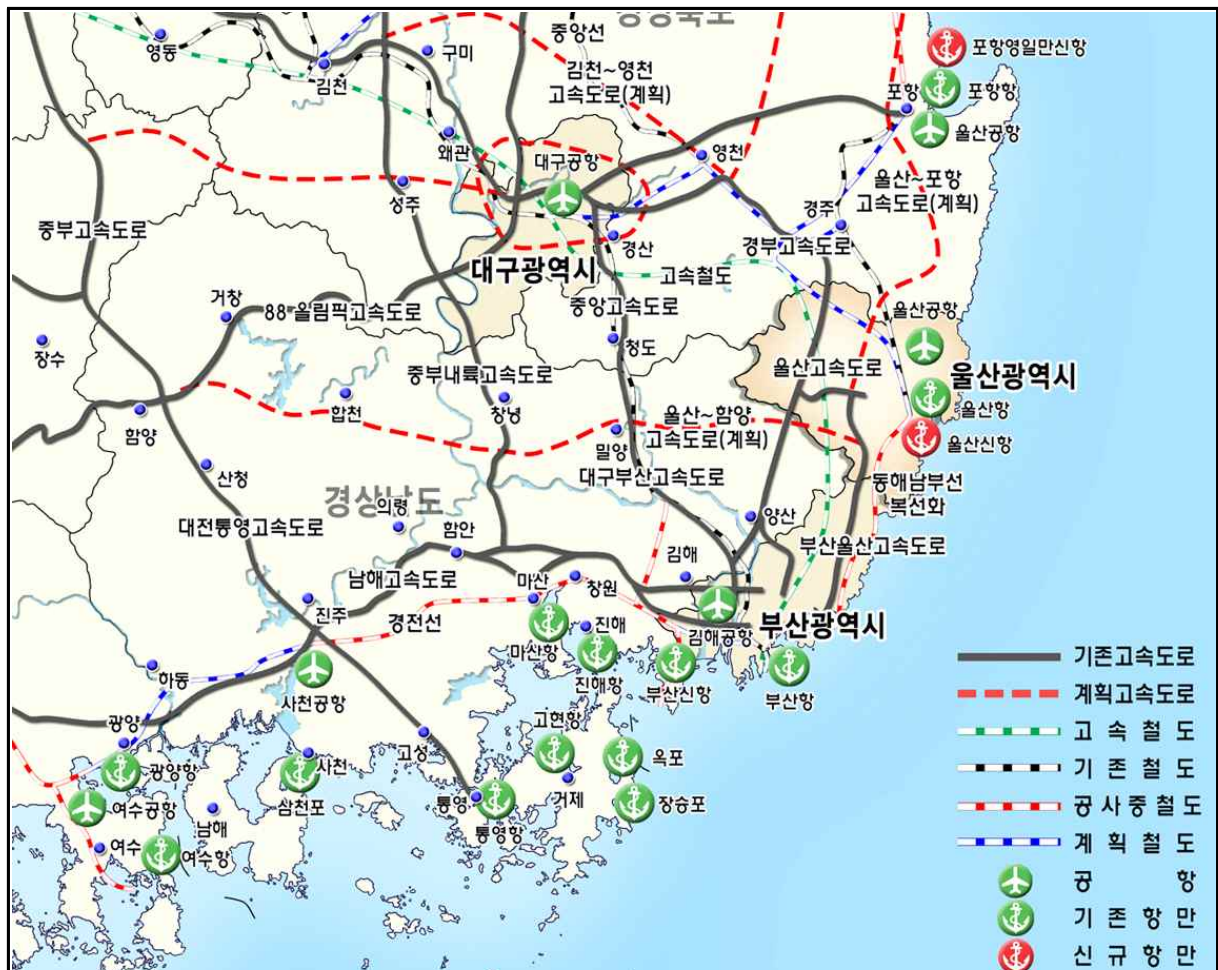 경상북도
포항영일만신항
영동
구미
중앙선
김천
김천~영천
고속도로(계획)
포항
포항항
울산공항
왜관
대구공항
영천
성주
울산~포항
고속도로(계획)
경주
중부고속도로
경산
경부고속도로
대구광역시
고속철도
거창
88 올림픽고속도로
중앙고속도로
울산공항
장수
청도
중부내륙고속도로
울산고속도로
울산광역시
합천
창녕
울산~함양
고속도로(계획)
울산항
함양
밀양
울산신항
산청
대구부산고속도로
동해남부선
복선화
경상남도
의령
대전통영고속도로
함안
양산
부산울산고속도로
남해고속도로
김해
마산
창원
진주
경전선
진해
부산광역시
마산항
김해공항
하동
진해항
부산신항
부산항
사천공항
광양
고현항
고성
광양항
사천
옥포
여수공항
삼천포
남해
통영
거제
장승포
통영항
여수
여수항
기존고속도로
계획고속도로
고속철도
기존철도
공사중철도
계획철도
공항
기존항만
신규항만